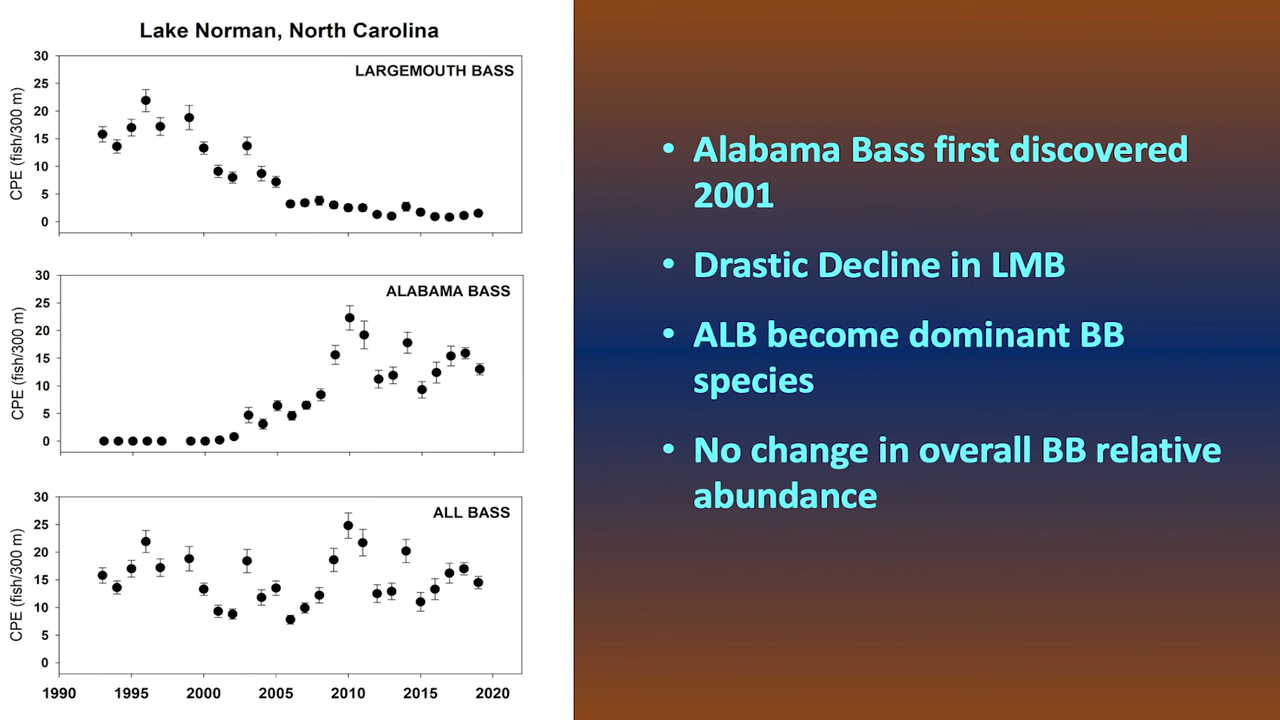 Lake Norman, North Carolina
30
LARGEMOUTH BASS
25
20
15
10
5
0
CPE (fish/300 m)
30
ALABAMA BASS
25
20
15
10
5
0
CPE (fish/300 m)
30
ALL BASS
25
20
15
10
5
0
CPE (fish/300 m)
1990 1995 2000 2005 2010 2015 2020
• Alabama Bass first discovered
2001
• Drastic Decline in LMB
• ALB become dominant BB
species
• No change in overall BB relative
abundance